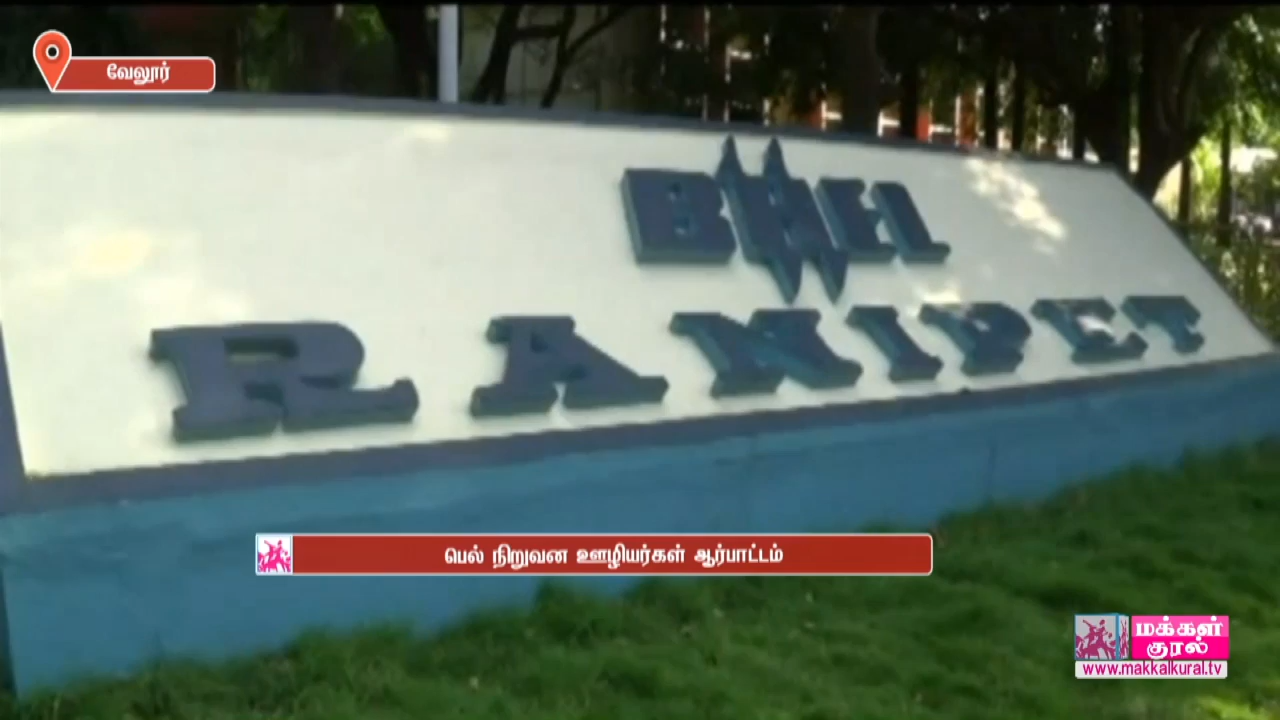 வேலூர்
BHEL
RANIPET
பெல் நிறுவன ஊழியர்கள் ஆர்பாட்டம்
மக்கள்
குரல்
www.makkalkural.tv